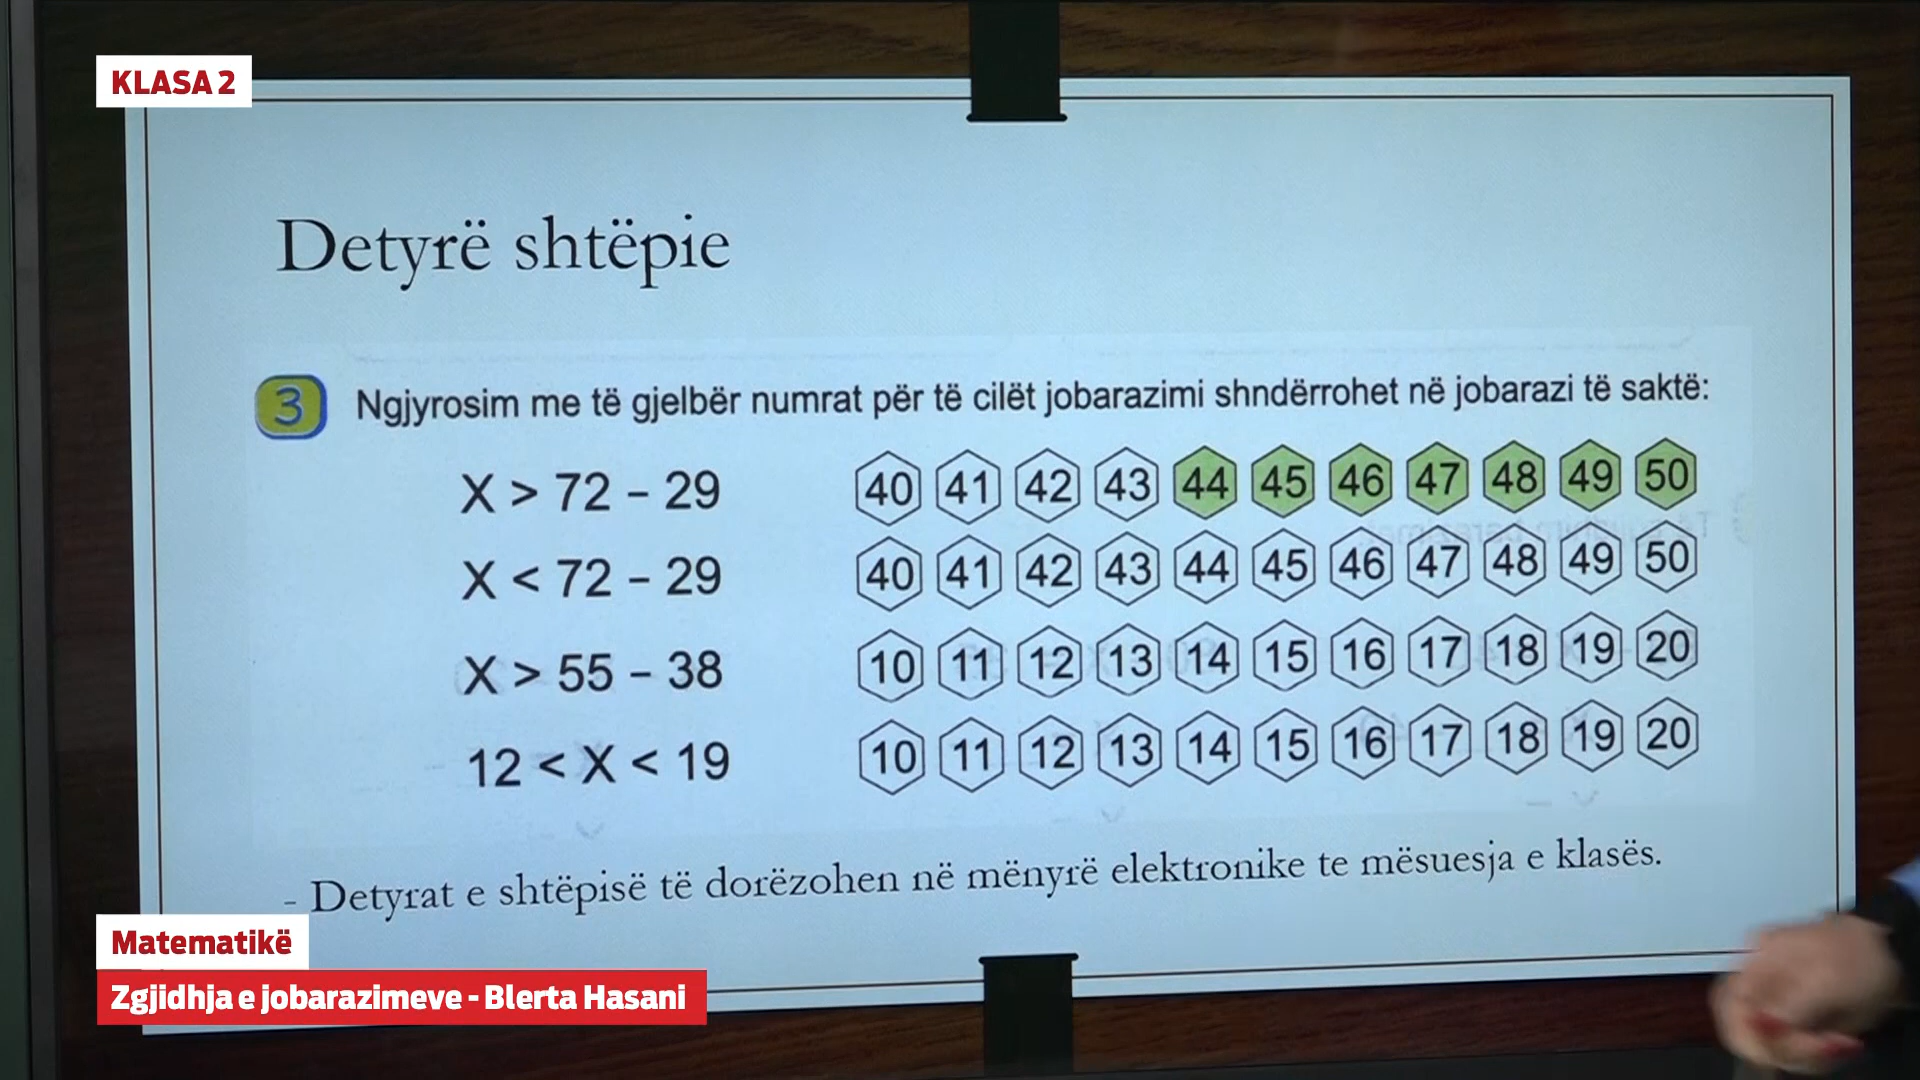 KLASA 2
Detyrë shtëpie
3 Ngjyrosim me të gjelbër numrat për të cilët jobarazimi shndërrohet në jobarazi të saktë:
X > 72 – 29 40 41 42 43 44 45 46 47 48 49 50
X < 72 – 29 40 41 42 43 44 45 46 47 48 49 50
X > 55 – 38 10 11 12 13 14 15 16 17 18 19 20
12 < X < 19 10 11 12 13 14 15 16 17 18 19 20
- Detyrat e shtëpisë të dorëzohen në mënyrë elektronike te mësuesja e klasës.
Matematikë
Zgjidhja e jobarazimeve - Blerta Hasani